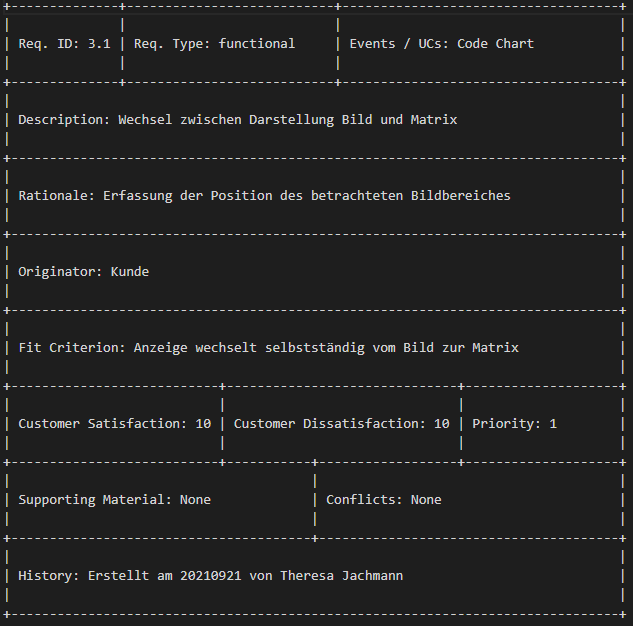 Req. ID: 3.1 | Req. Type: functional | Events / UCs: Code Chart
Description: Wechsel zwischen Darstellung Bild und Matrix
Rationale: Erfassung der Position des betrachteten Bildbereiches
Originator: Kunde
Fit Criterion: Anzeige wechselt selbstständig vom Bild zur Matrix
Customer Satisfaction: 10 | Customer Dissatisfaction: 10 | Priority: 1
Supporting Material: None | Conflicts: None
History: Erstellt am 20210921 von Theresa Jachmann